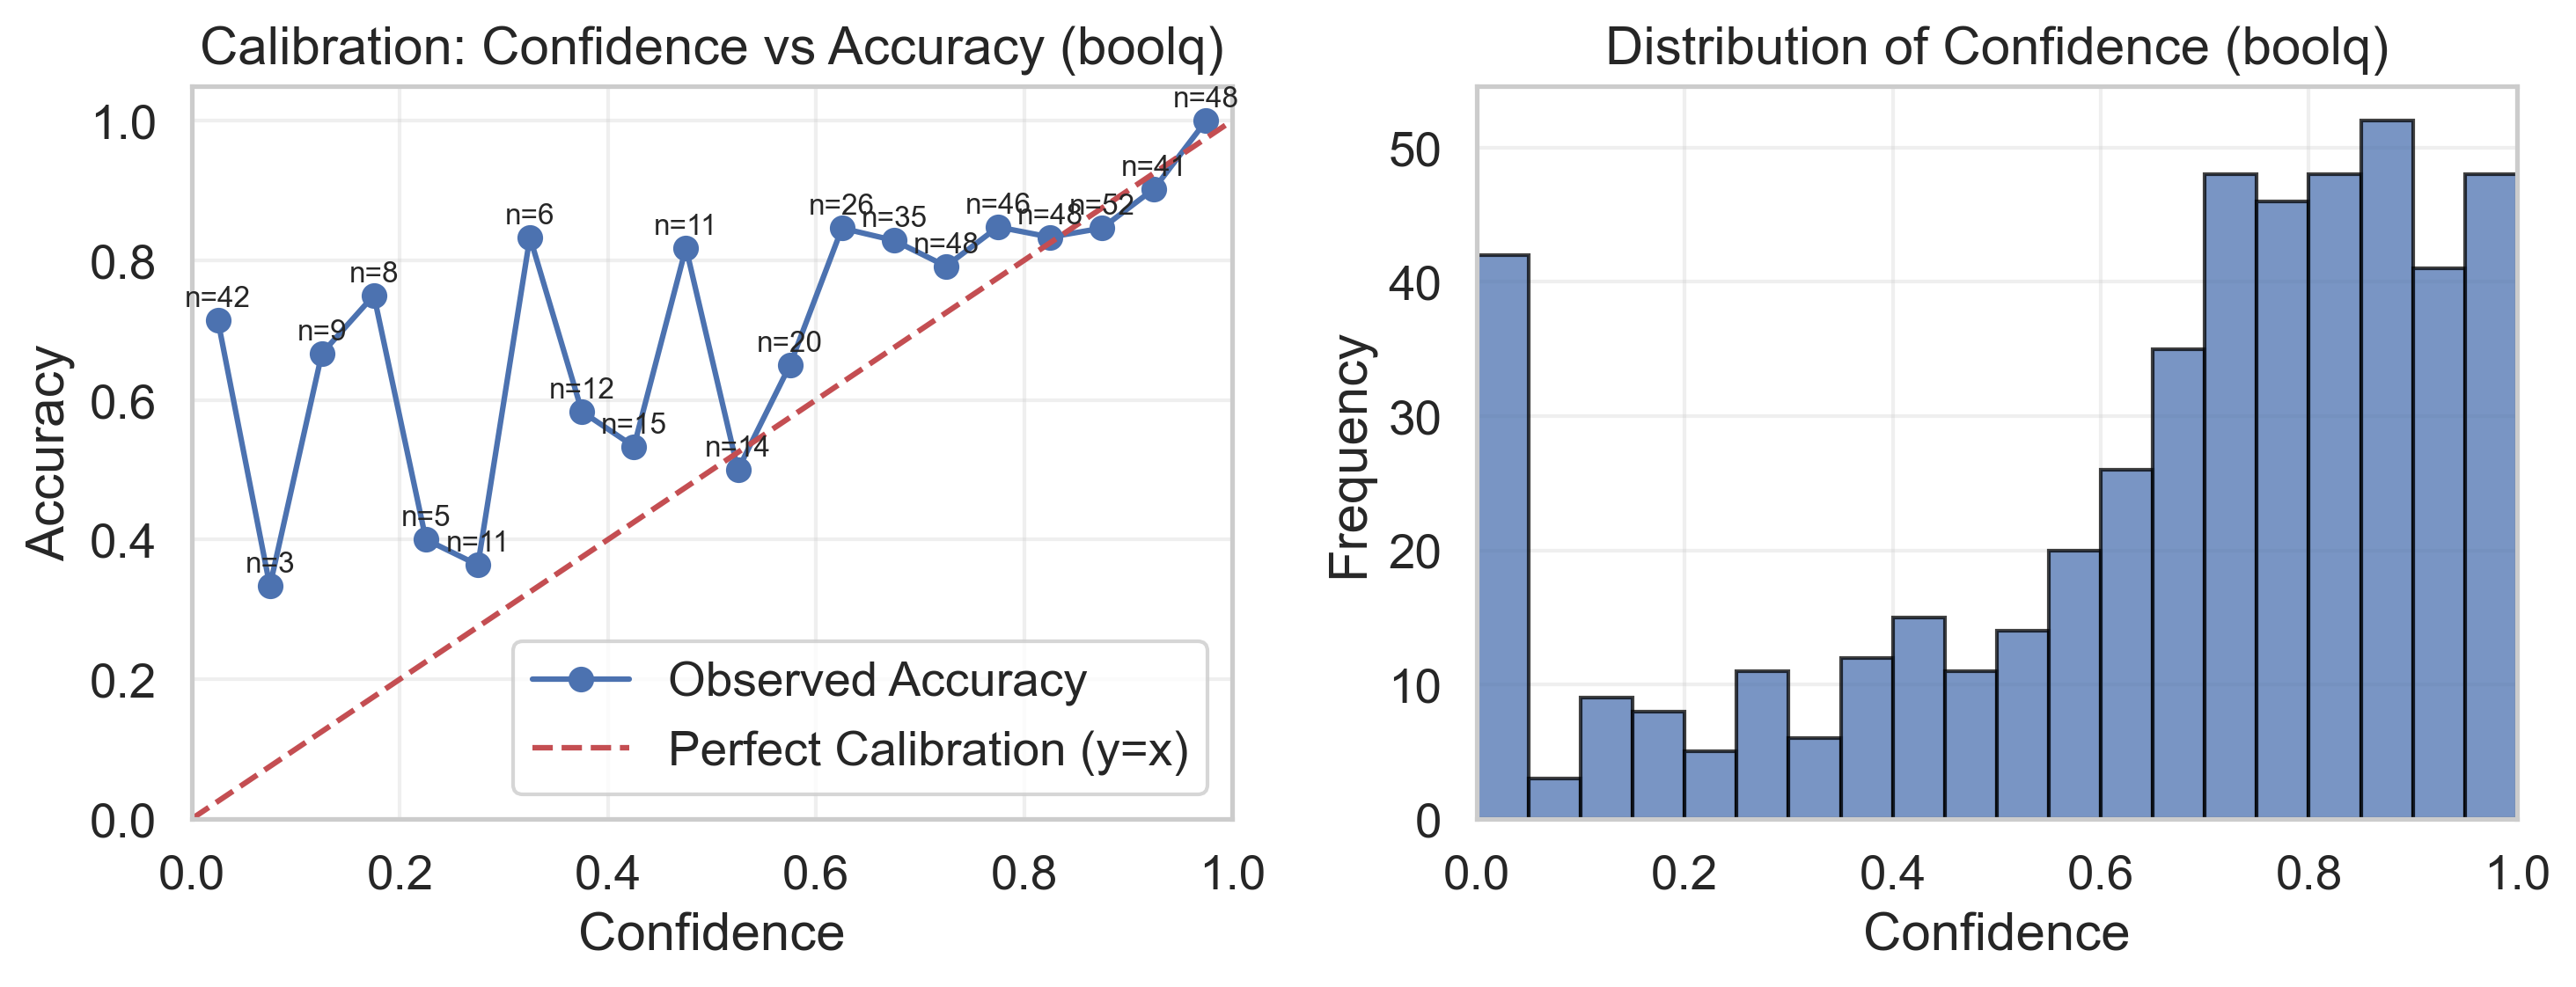 Calibration: Confidence vs Accuracy (boolq)
Accuracy
1.0
0.8
0.6
0.4
0.2
0.0
n=42
n=3
n=9
n=8
n=5
n=11
n=6
n=12
n=15
n=11
n=14
n=20
n=26
n=35
n=48
n=46
n=48
n=52
n=41
n=48
Observed Accuracy
Perfect Calibration (y=x)
0.0 0.2 0.4 0.6 0.8 1.0
Confidence
Distribution of Confidence (boolq)
Frequency
50
40
30
20
10
0
0.0 0.2 0.4 0.6 0.8 1.0
Confidence